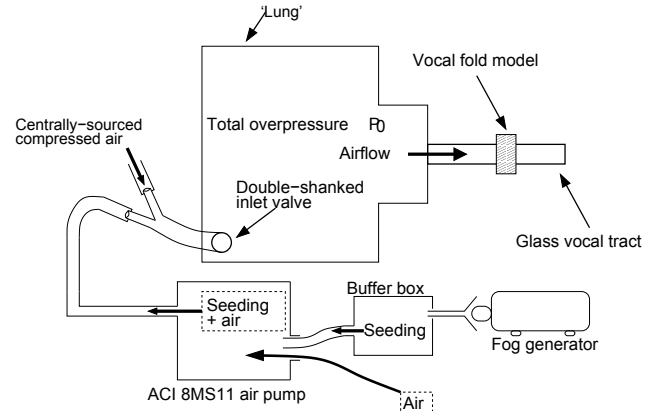 'Lung'
Vocal fold model
Centrally−sourced
compressed air
Total overpressure P0
Airflow
Double−shanked
inlet valve
Glass vocal tract
Buffer box
Seeding
+ air
Seeding
Fog generator
ACI 8MS11 air pump
Air